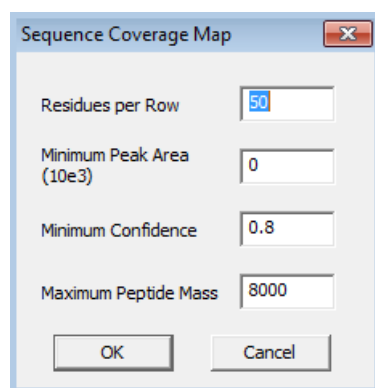 Sequence Coverage Map
Residues per Row 50
Minimum Peak Area
(10e3) 0
Minimum Confidence 0.8
Maximum Peptide Mass 8000
OK Cancel